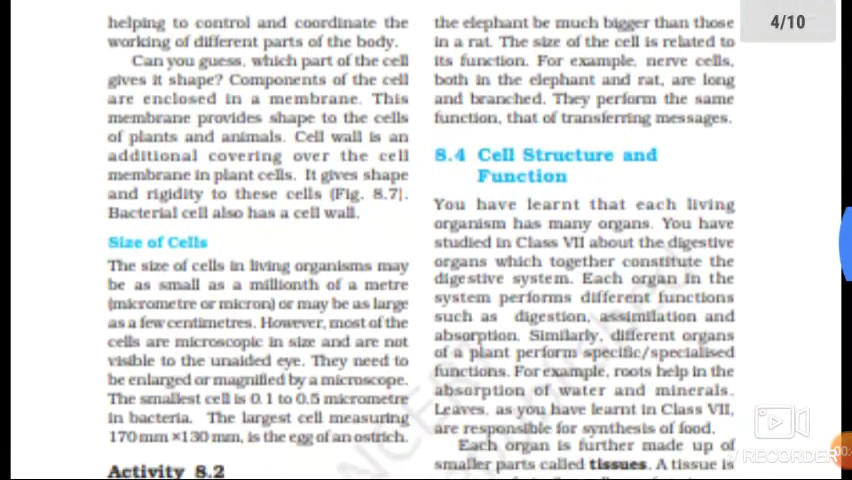 helping to control and coordinate the
working of different parts of the body.
Can you guess, which part of the cell
gives it shape? Components of the cell
are enclosed in a membrane. This
membrane provides shape to the cells
of plants and animals. Cell wall is an
additional covering over the cell
membrane in plant cells. It gives shape
and rigidity to these cells (Fig. 8.7).
Bacterial cell also has a cell wall.
Size of Cells
The size of cells in living organisms may
be as small as a millionth of a metre
(micrometre or micron) or may be as large
as a few centimetres. However, most of the
cells are microscopic in size and are not
visible to the unaided eye. They need to
be enlarged or magnified by a microscope.
The smallest cell is 0.1 to 0.5 micrometre
in bacteria. The largest cell measuring
170 mm ×130 mm, is the egg of an ostrich.
Activity 8.2
the elephant be much bigger than those
in a rat. The size of the cell is related to
its function. For example, nerve cells,
both in the elephant and rat, are long
and branched. They perform the same
function, that of transferring messages.
8.4 Cell Structure and
Function
You have learnt that each living
organism has many organs. You have
studied in Class VII about the digestive
organs which together constitute the
digestive system. Each organ in the
system performs different functions
such as digestion, assimilation and
absorption. Similarly, different organs
of a plant perform specific/specialised
functions. For example, roots help in the
absorption of water and minerals.
Leaves, as you have learnt in Class VII,
are responsible for synthesis of food.
Each organ is further made up of
smaller parts called tissues. A tissue is
4/10
V RECORDER
00: